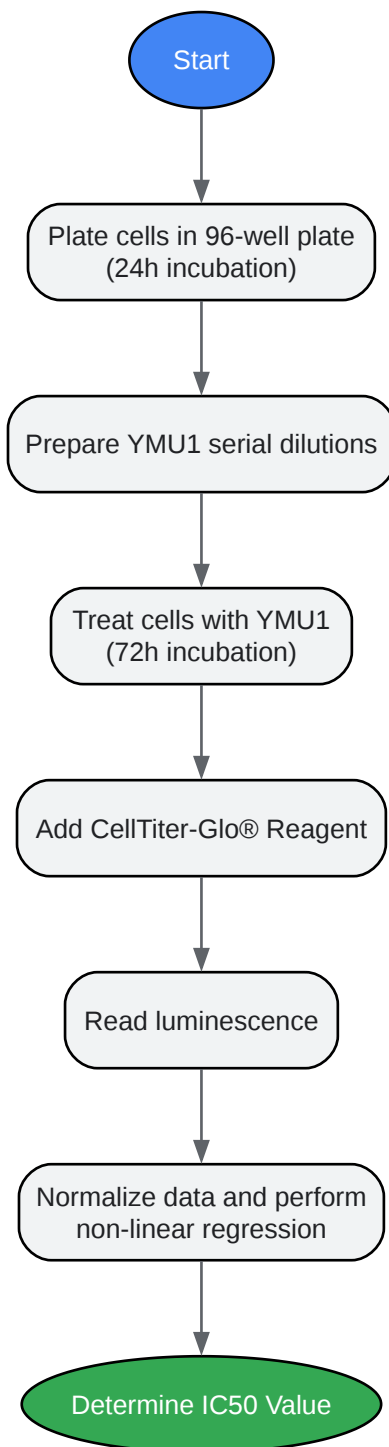 Start
Plate cells in 96-well plate
(24h incubation)
Prepare YMU1 serial dilutions
Treat cells with YMU1
(72h incubation)
Add CellTiter-Glo® Reagent
Read luminescence
Normalize data and perform
non-linear regression
Determine IC50 Value